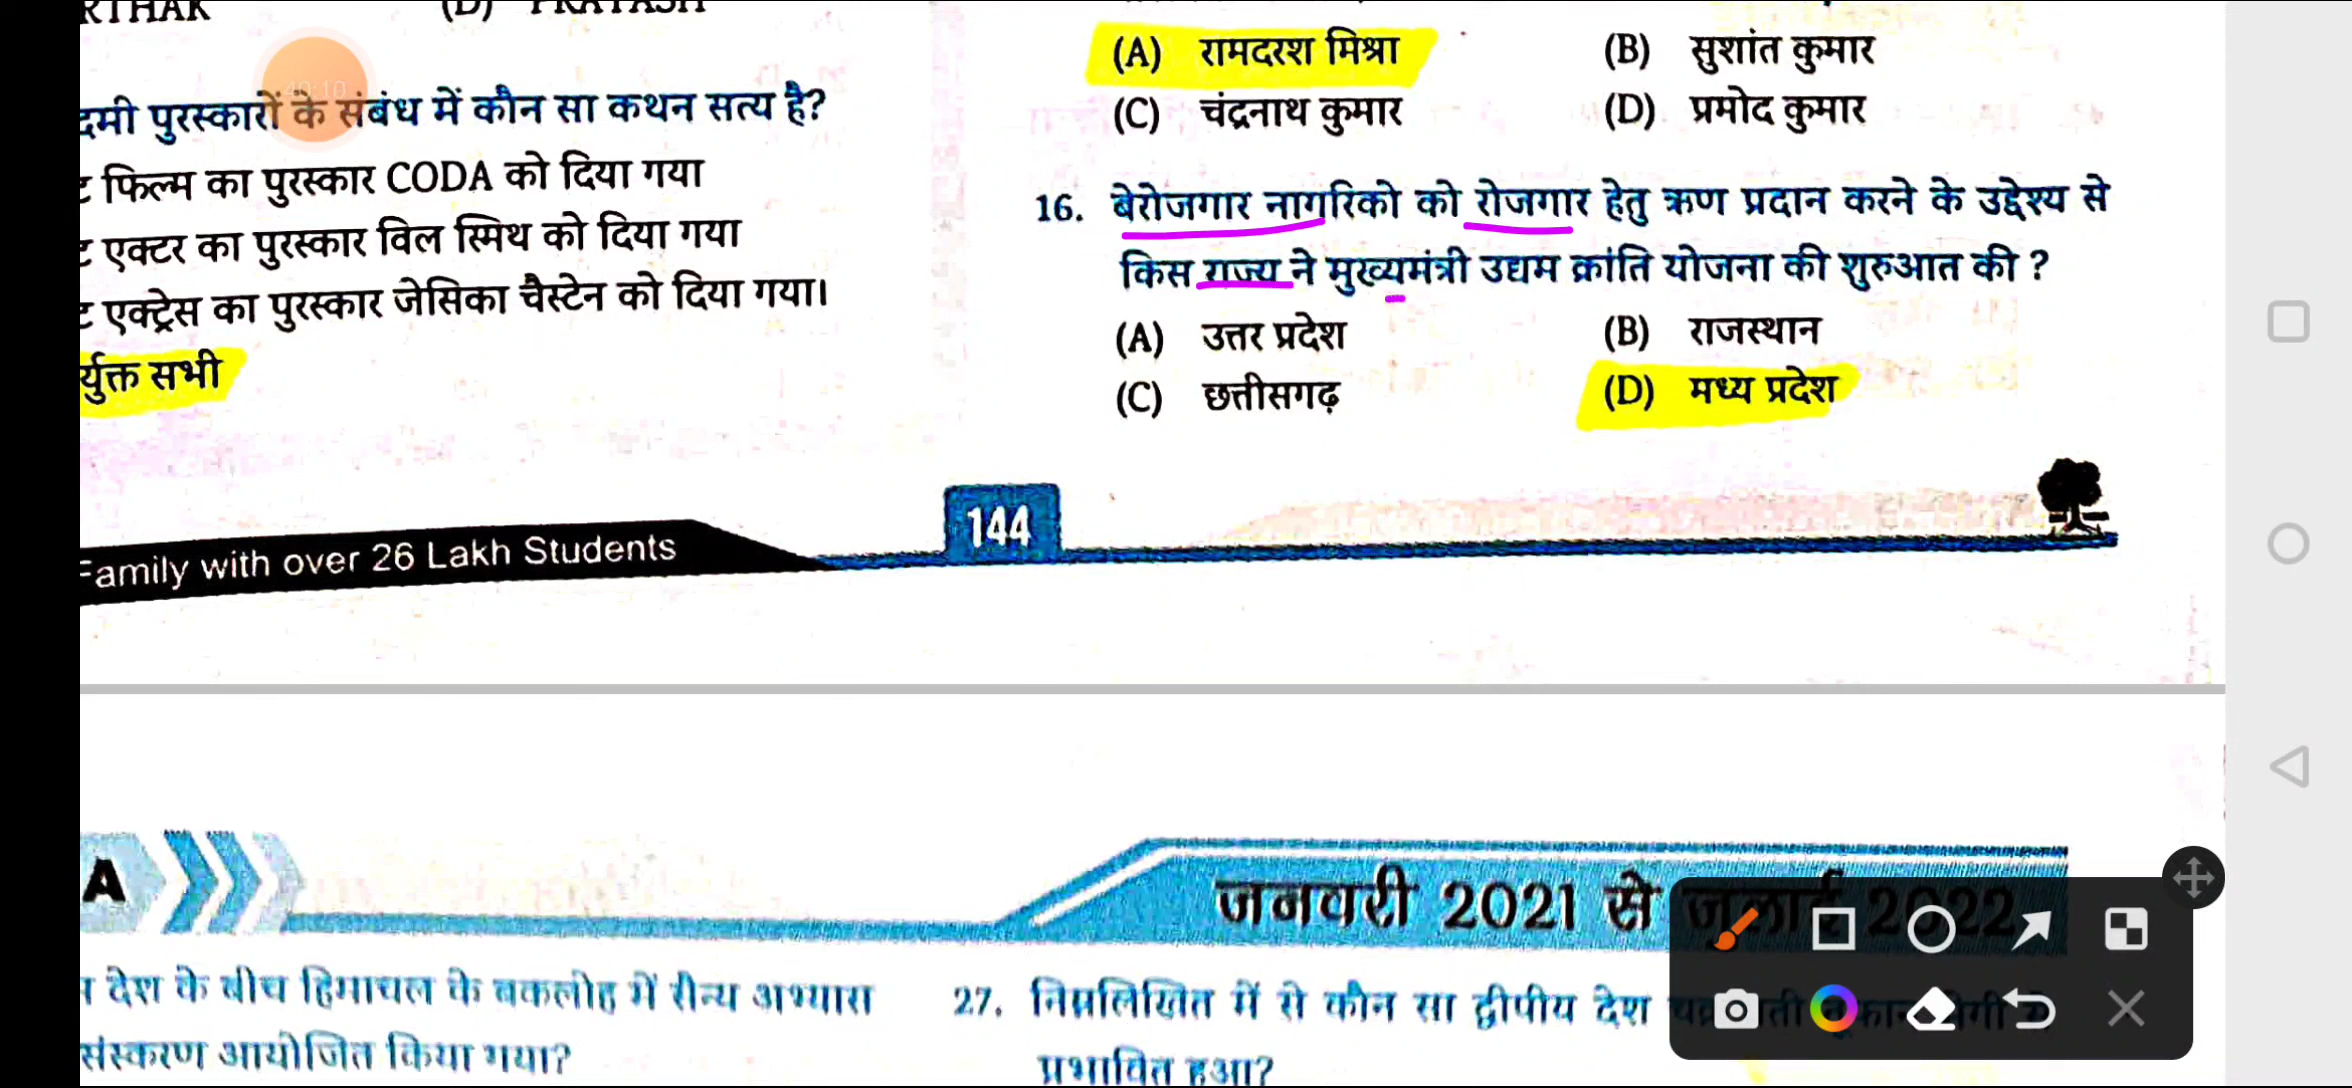 दमी पुरस्कारों के संबंध में कौन सा कथन सत्य है?
फिल्म का पुरस्कार CODA को दिया गया
एक्टर का पुरस्कार विल स्मिथ को दिया गया
एक्ट्रेस का पुरस्कार जेसिका चैस्टेन को दिया गया।
र्युक्त सभी
(A) रामदरश मिश्रा (B) सुशांत कुमार
(C) चंद्रनाथ कुमार (D) प्रमोद कुमार
16. बेरोजगार नागरिको को रोजगार हेतु ऋण प्रदान करने के उद्देश्य से
किस राज्य ने मुख्यमंत्री उद्यम क्रांति योजना की शुरुआत की ?
(A) उत्तर प्रदेश (B) राजस्थान
(C) छत्तीसगढ़ (D) मध्य प्रदेश
Family with over 26 Lakh Students
144
A
जनवरी 2021 से जुलाई 2022
देश के बीच हिमाचल के बकलोह में सैन्य अभ्यास
संस्करण आयोजित किया गया?
27. निम्नलिखित में से कौन सा द्वीपीय देश
प्रभावित हुआ?